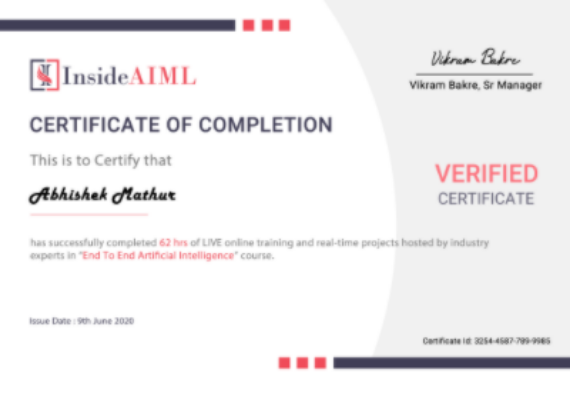 InsideAIML
CERTIFICATE OF COMPLETION
This is to Certify that
Abhishek Mathur
has successfully completed 62 hrs of LIVE online training and real-time projects hosted by industry
experts in "End To End Artificial Intelligence" course.
Issue Date : 9th June 2020
Vikram Bakre
Vikram Bakre, Sr Manager
VERIFIED
CERTIFICATE
Certificate Id: 3254-4587-789-9985